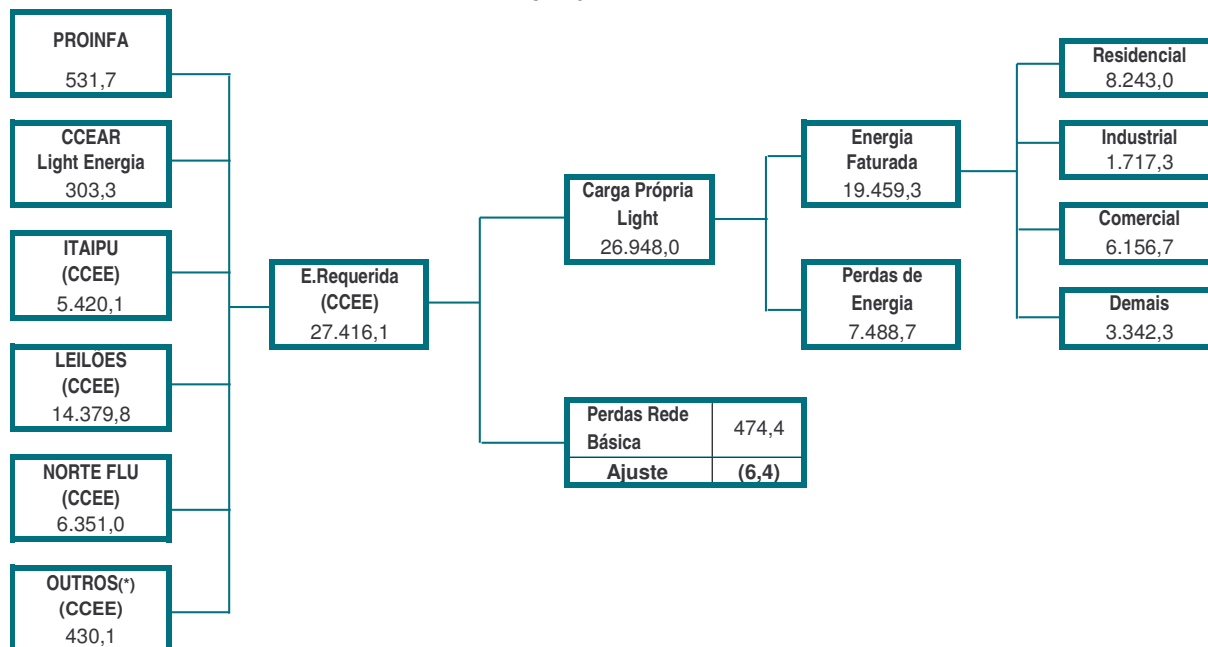 PROINFA
531,7
CCEAR
Light Energia
303,3
ITAIPU
(CCEE)
5.420,1
LEILÕES
(CCEE)
14.379,8
NORTE FLU
(CCEE)
6.351,0
OUTROS(*)
(CCEE)
430,1
E.Requerida
(CCEE)
27.416,1
Carga Própria
Light
26.948,0
Perdas Rede
Básica
474,4
Ajuste
(6,4)
Energia
Faturada
19.459,3
Perdas de
Energia
7.488,7
Residencial
8.243,0
Industrial
1.717,3
Comercial
6.156,7
Demais
3.342,3